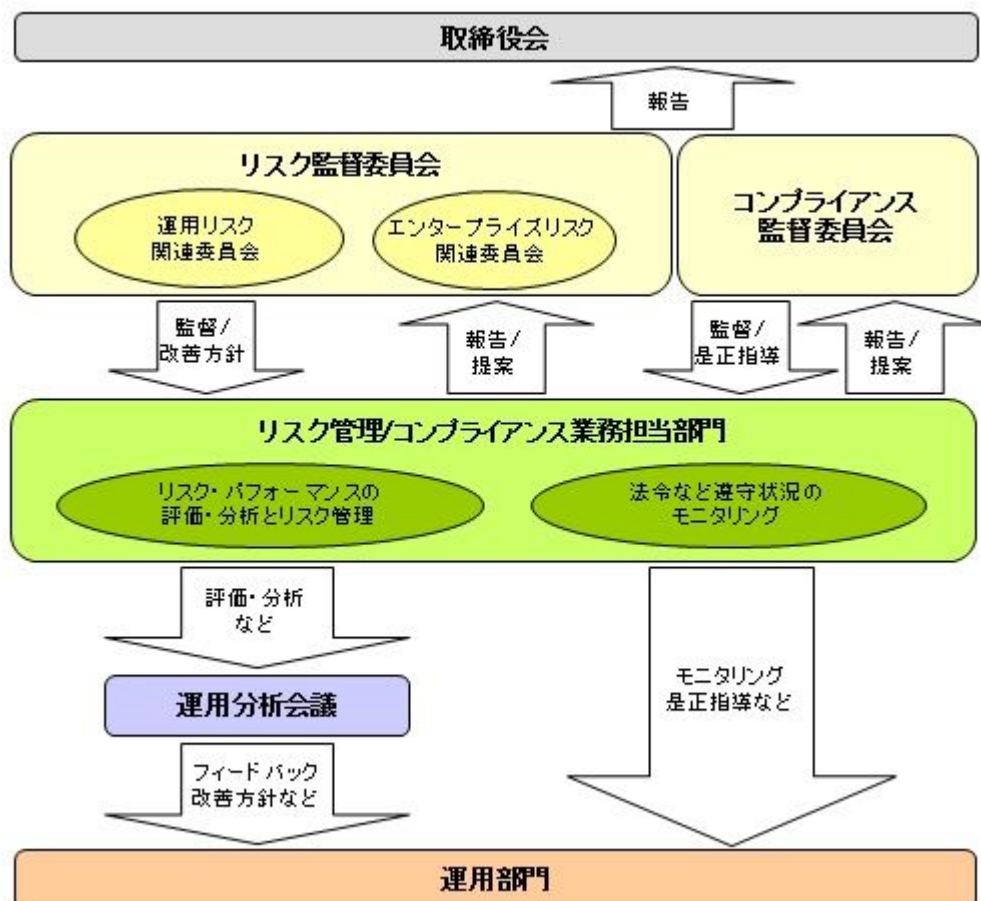 取締役会
報告
リスク監督委員会
運用リスク
関連委員会
エンタープライズリスク
関連委員会
コンプライアンス
監督委員会
監督/
改善方針
報告/
提案
監督/
是正指導
報告/
提案
リスク管理/コンプライアンス業務担当部門
リスク・パフォーマンスの
評価・分析とリスク管理
法令など遵守状況の
モニタリング
評価・分析
など
運用分析会議
モニタリング
是正指導など
フィードバック
改善方針など
運用部門